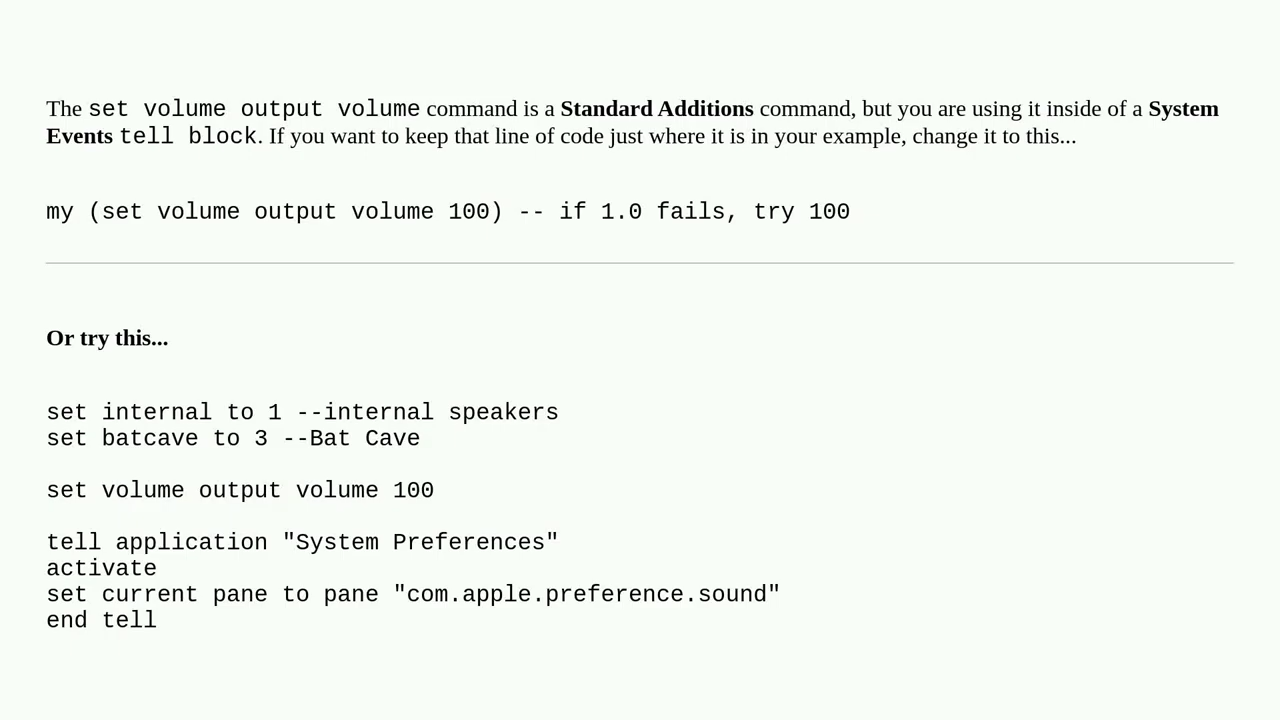 The set volume output volume command is a Standard Additions command, but you are using it inside of a System
Events tell block. If you want to keep that line of code just where it is in your example, change it to this...
my (set volume output volume 100) -- if 1.0 fails, try 100
Or try this...
set internal to 1 --internal speakers
set batcave to 3 --Bat Cave
set volume output volume 100
tell application "System Preferences"
activate
set current pane to pane "com.apple.preference.sound"
end tell